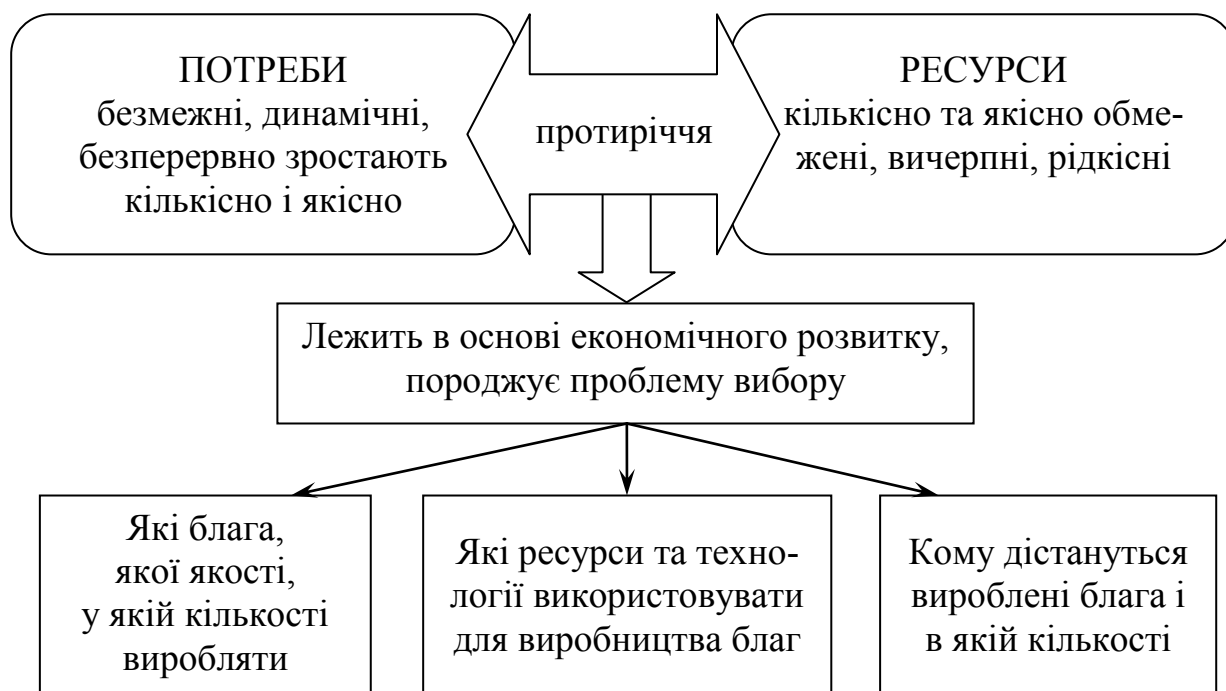 ПОТРЕБИ
безмежні, динамічні,
безперервно зростають
кількісно і якісно
протиріччя
РЕСУРСИ
кількісно та якісно обме-
жені, вичерпні, рідкісні
Лежить в основі економічного розвитку,
породжує проблему вибору
Які блага,
якої якості,
у якій кількості
виробляти
Які ресурси та техно-
логії використовувати
для виробництва благ
Кому дістануться
вироблені блага і
в якій кількості